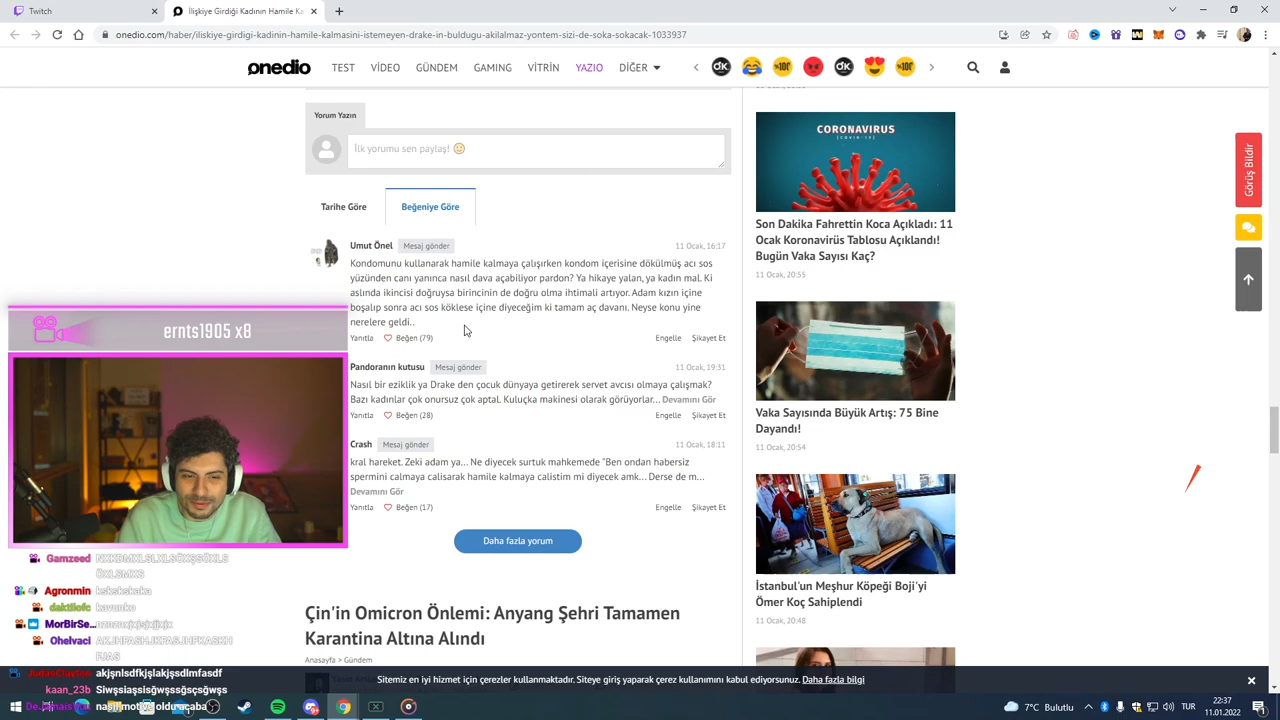 Twitch
İlişkiye Girdiği Kadının Hamile Ka
onedio.com/haber/iliskiye-girdigi-kadinin-hamile-kalmasini-istemeyen-drake-in-buldugu-akilalmaz-yontem-sizi-de-soka-sokacak-1033937
onedio
TEST VİDEO GÜNDEM GAMING VİTRİN YAZIO DİĞER
Yorum Yazın
İlk yorumu sen paylaş!
Tarihe Göre
Beğeniye Göre
Umut Önel Mesaj gönder 11 Ocak, 16:17
Kondomunu kullanarak hamile kalmaya çalışırken kondom içerisine dökülmüş acı sos
yüzünden canı yanınca nasıl dava açabiliyor pardon? Ya hikaye yalan, ya kadın mal. Ki
aslında ikincisi doğruysa birincinin de doğru olma ihtimali artıyor. Adam kızın içine
boşalıp sonra acı sos köklese içine diyeceğim ki tamam aç davanı. Neyse konu yine
nerelere geldi..
Yanıtla Beğen (79) Engelle Şikayet Et
Pandoranın kutusu Mesaj gönder 11 Ocak, 19:31
Nasıl bir eziklik ya Drake den çocuk dünyaya getirerek servet avcısı olmaya çalışmak?
Bazı kadınlar çok onursuz çok aptal. Kuluçka makinesi olarak görüyorlar... Devamını Gör
Yanıtla Beğen (28) Engelle Şikayet Et
Crash Mesaj gönder 11 Ocak, 18:11
kral hareket. Zeki adam ya... Ne diyecek surtuk mahkemede "Ben ondan habersiz
spermini calmaya calisarak hamile kalmaya calistim mi diyecek amk... Derse de m...
Devamını Gör
Yanıtla Beğen (17) Engelle Şikayet Et
Daha fazla yorum
Çin'in Omicron Önlemi: Anyang Şehri Tamamen
Karantina Altına Alındı
Anasayfa > Gündem
CORONAVIRUS
Son Dakika Fahrettin Koca Açıkladı: 11
Ocak Koronavirüs Tablosu Açıklandı!
Bugün Vaka Sayısı Kaç?
11 Ocak, 20:55
Vaka Sayısında Büyük Artış: 75 Bine
Dayandı!
11 Ocak, 20:54
İstanbul'un Meşhur Köpeği Boji'yi
Ömer Koç Sahiplendi
11 Ocak, 20:48
Görüş Bildir
ernts1905 x8
Gamzeed
Agronmin kskskskaka
daktilofc kavunko
MorBirSe...
Ohelvaci
FJAS
kaan_23b
Sitemiz en iyi hizmet için çerezler kullanmaktadır. Siteye giriş yaparak çerez kullanımını kabul ediyorsunuz. Daha fazla bilgi
7°C Bulutlu
TUR
22:37
11.01.2022